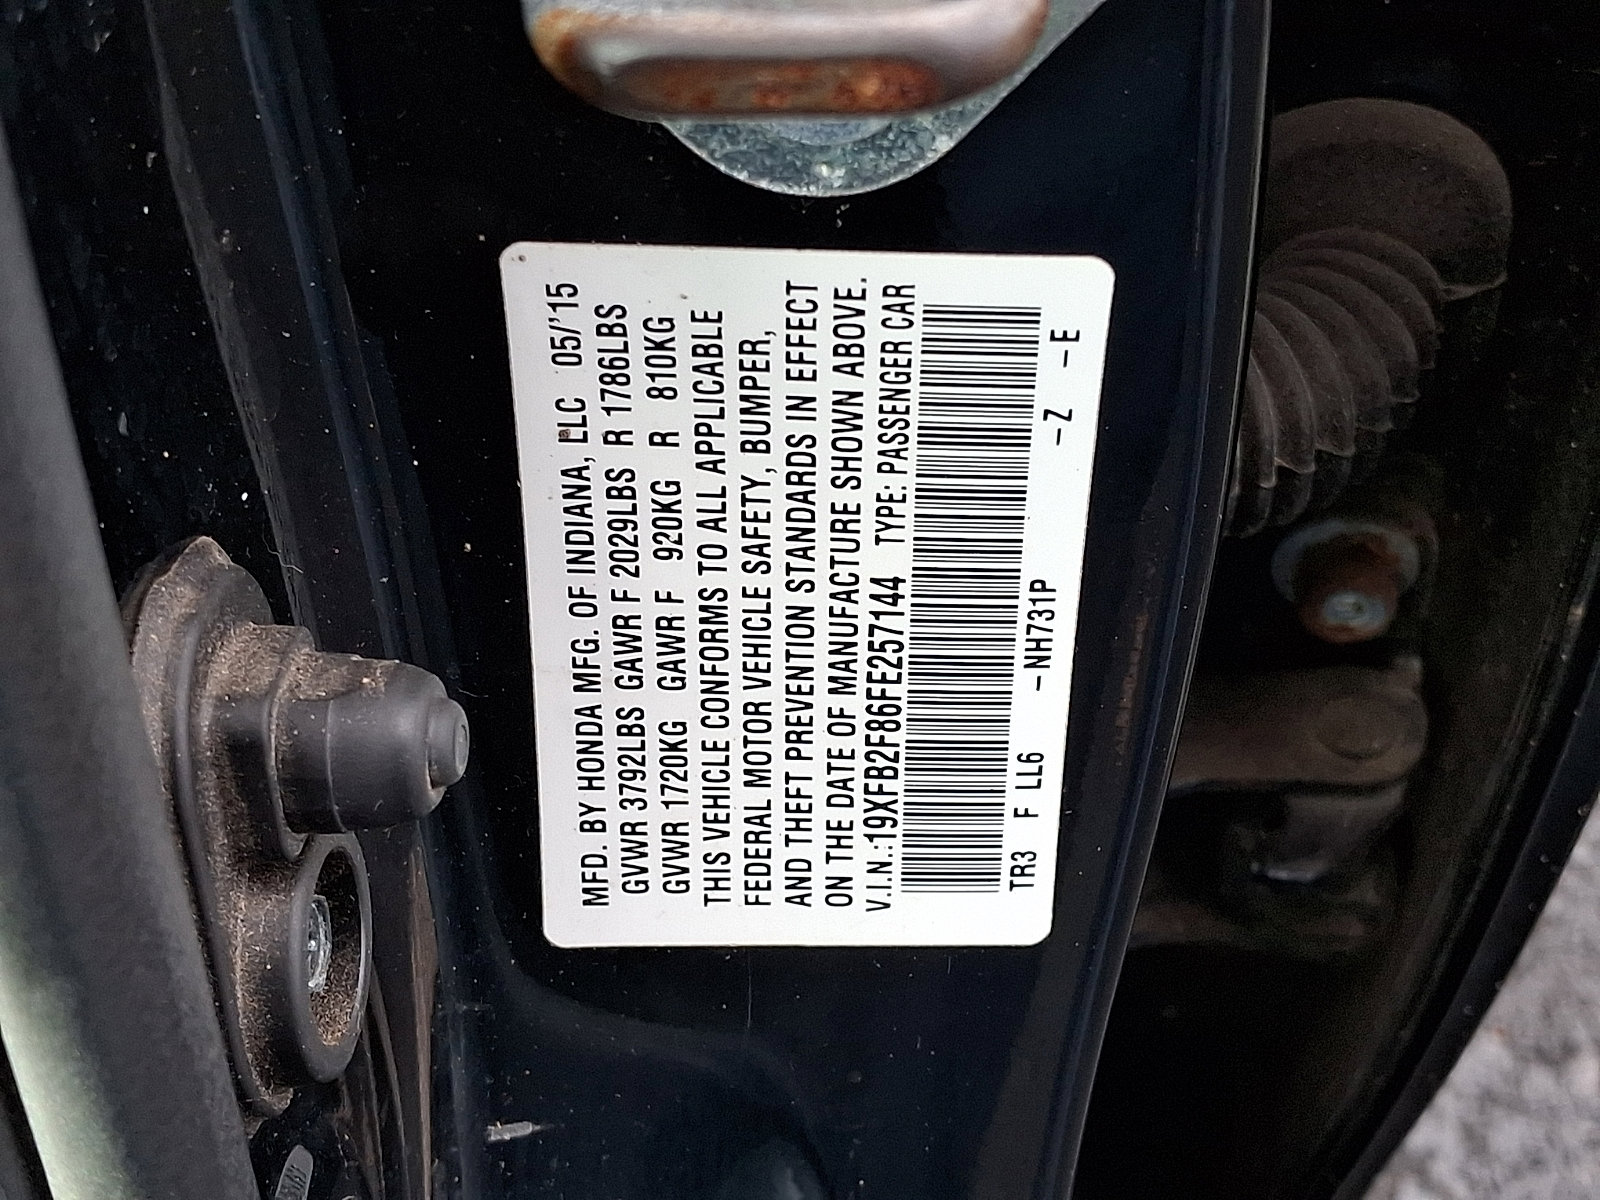 MFD. BY HONDA MFG. OF INDIANA, LLC 05/'15
GVWR 3792LBS GAWR F 2029LBS R 1786LBS
GVWR 1720KG GAWR F 920KG R 810KG
THIS VEHICLE CONFORMS TO ALL APPLICABLE
FEDERAL MOTOR VEHICLE SAFETY, BUMPER,
AND THEFT PREVENTION STANDARDS IN EFFECT
ON THE DATE OF MANUFACTURE SHOWN ABOVE.
V.I.N.:19XFB2F86FE257144 TYPE: PASSENGER CAR
TR3 F LL6 -NH731P -Z -E